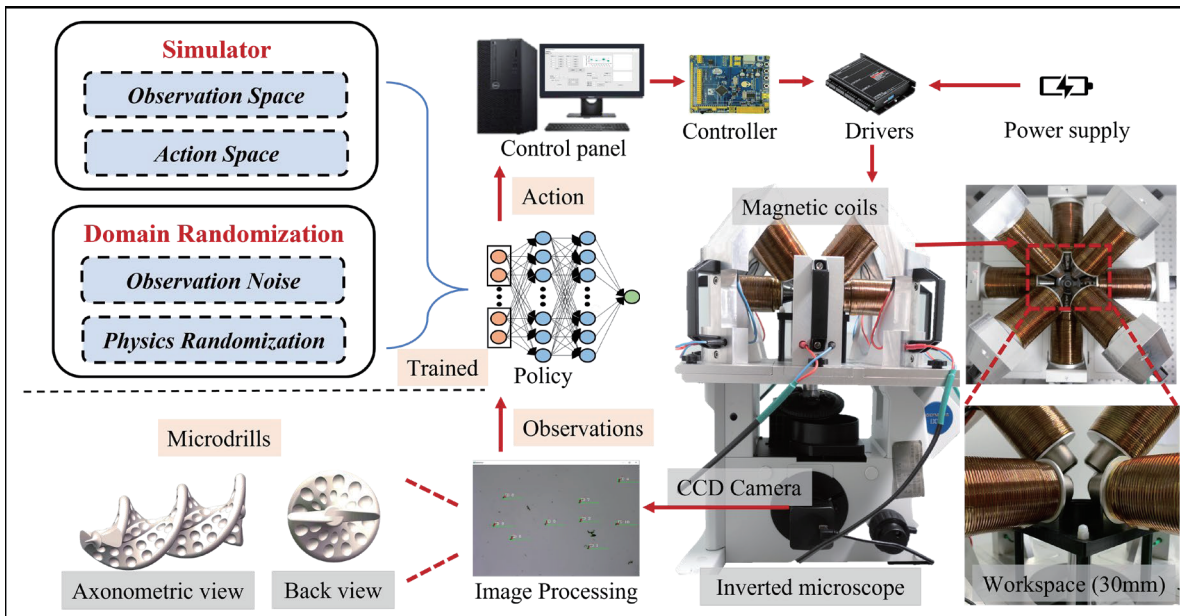 Simulator
Observation Space
Action Space
Domain Randomization
Observation Noise
Physics Randomization
Control panel
Controller
Drivers
Power supply
Action
Magnetic coils
Trained
Policy
Microdrills
Observations
CCD Camera
Axonometric view
Back view
Image Processing
Inverted microscope
Workspace (30mm)